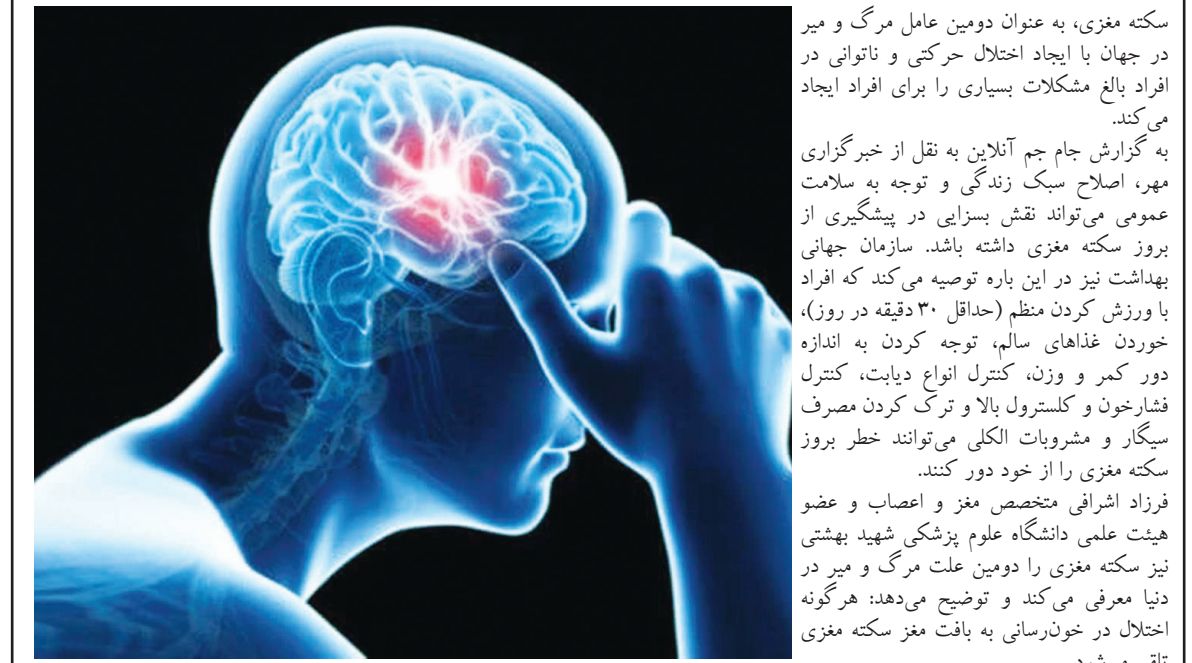 سکته مغزی، به عنوان دومین عامل مرگ و میر
در جهان با ایجاد اختلال حرکتی و ناتوانی در
افراد بالغ مشکلات بسیاری را برای افراد ایجاد
می‌کند.
به گزارش جام جم آنلاین به نقل از خبرگزاری
مهر، اصلاح سبک زندگی و توجه به سلامت
عمومی می‌تواند نقش بسزایی در پیشگیری از
بروز سکته مغزی داشته باشد. سازمان جهانی
بهداشت نیز در این باره توصیه می‌کند که افراد
با ورزش کردن منظم (حداقل ۳۰ دقیقه در روز)،
خوردن غذاهای سالم، توجه کردن به اندازه
دور کمر و وزن، کنترل انواع دیابت، کنترل
فشارخون و کلسترول بالا و ترک کردن مصرف
سیگار و مشروبات الکلی می‌توانند خطر بروز
سکته مغزی را از خود دور کنند.
فرزاد اشرافی متخصص مغز و اعصاب و عضو
هیئت علمی دانشگاه علوم پزشکی شهید بهشتی
نیز سکته مغزی را دومین علت مرگ و میر در
دنیا معرفی می‌کند و توضیح می‌دهد: هرگونه
اختلال در خون‌رسانی به بافت مغز سکته مغزی